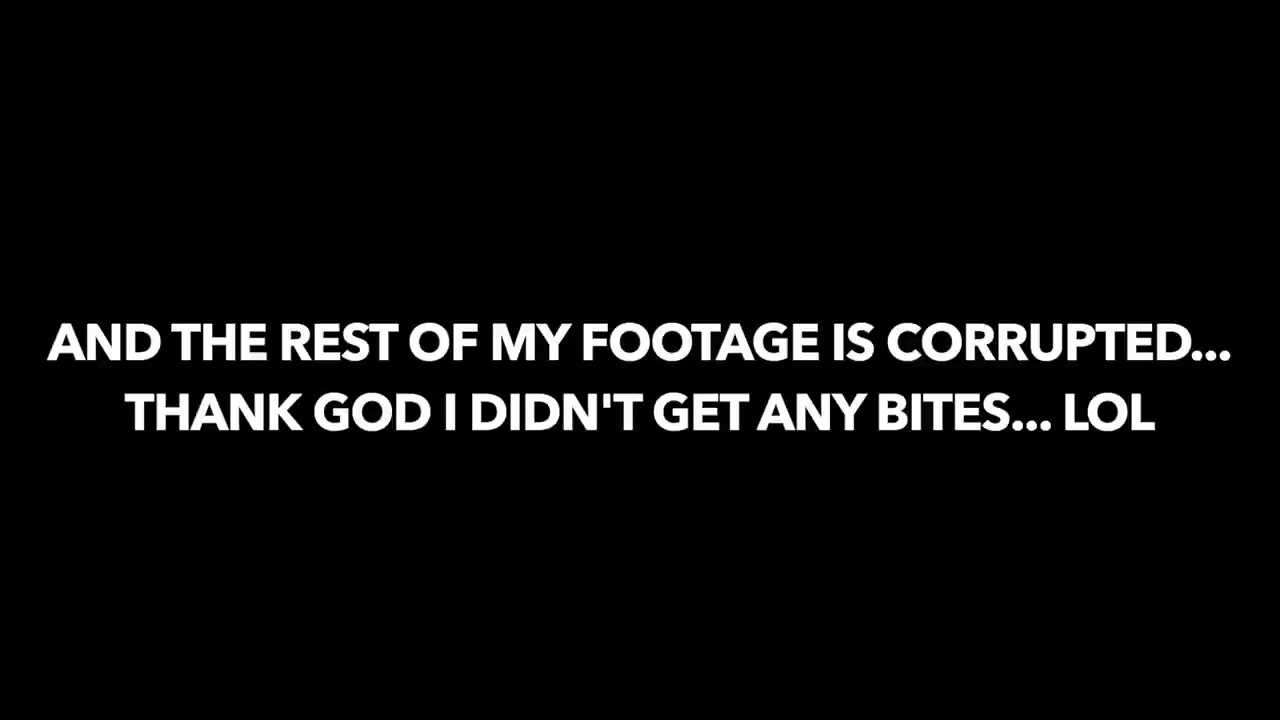 AND THE REST OF MY FOOTAGE IS CORRUPTED...
THANK GOD I DIDN'T GET ANY BITES... LOL